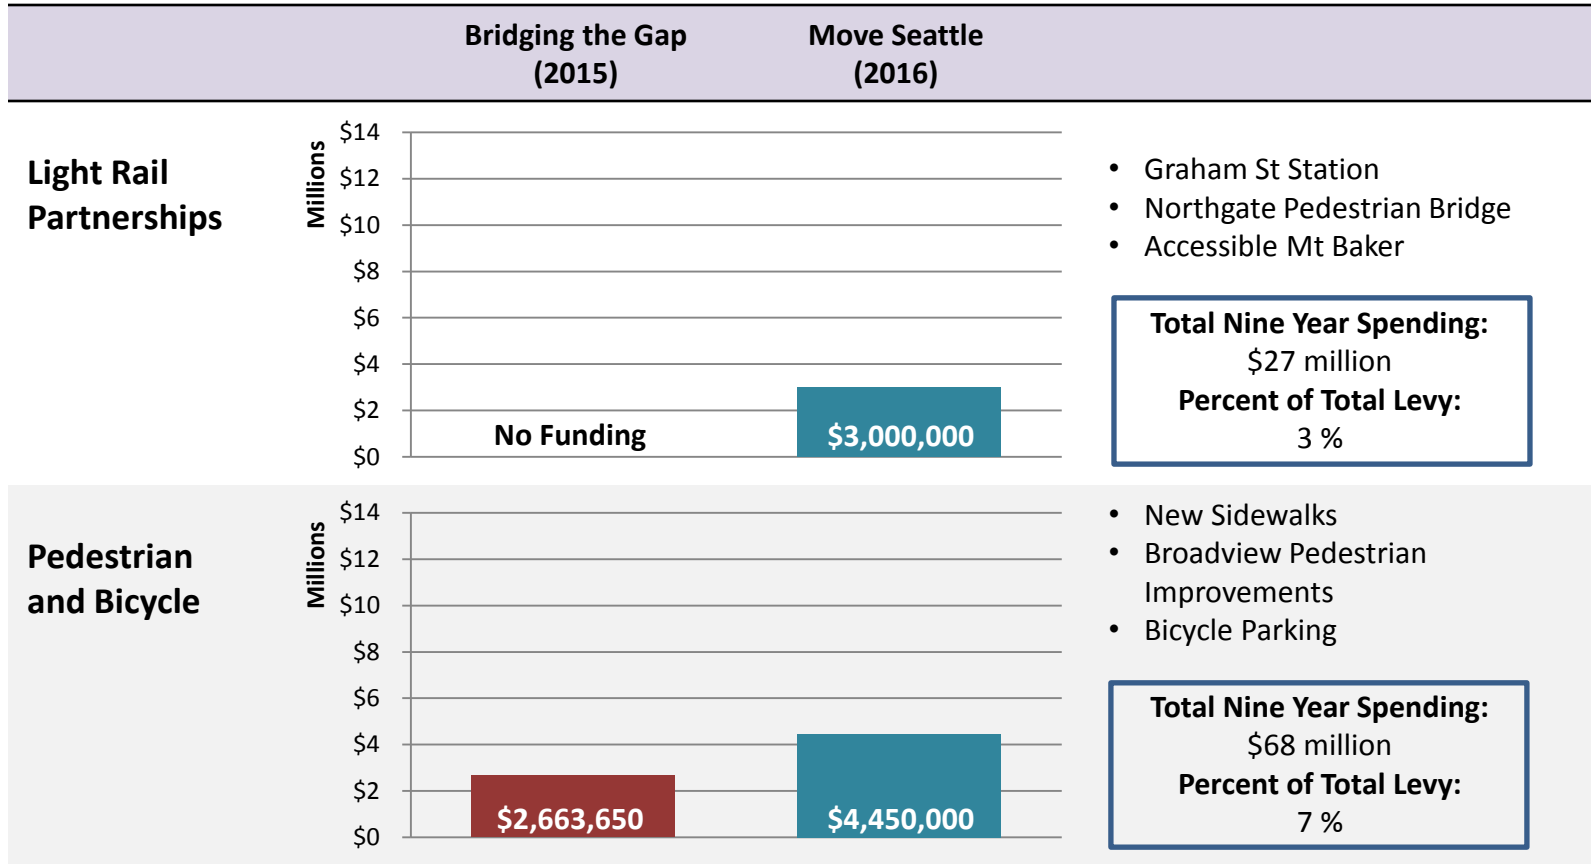 Bridging the Gap
(2015)
Move Seattle
(2016)
Light Rail
Partnerships
Millions
$14
$12
$10
$8
$6
$4
$2
$0
No Funding
$3,000,000
• Graham St Station
• Northgate Pedestrian Bridge
• Accessible Mt Baker
Total Nine Year Spending:
$27 million
Percent of Total Levy:
3 %
Pedestrian
and Bicycle
Millions
$14
$12
$10
$8
$6
$4
$2
$0
$2,663,650
$4,450,000
• New Sidewalks
• Broadview Pedestrian
Improvements
• Bicycle Parking
Total Nine Year Spending:
$68 million
Percent of Total Levy:
7 %